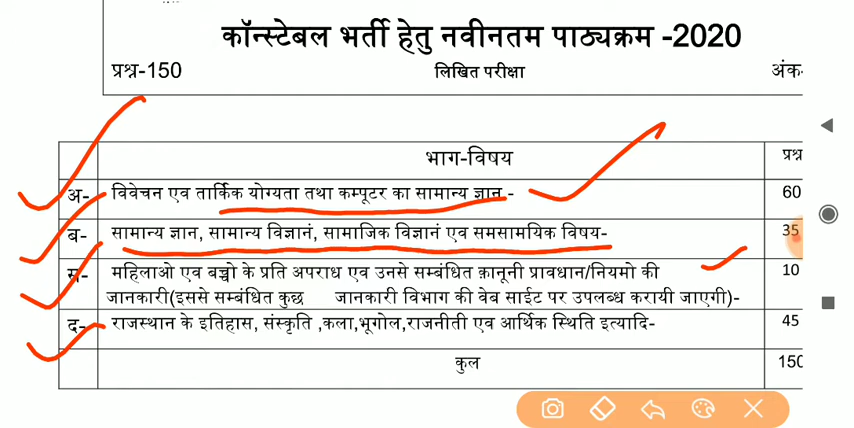 कॉन्स्टेबल भर्ती हेतु नवीनतम पाठ्यक्रम -2020
प्रश्न-150 लिखित परीक्षा अंक-
भाग-विषय प्रश्न
अ- विवेचन एव तार्किक योग्यता तथा कम्पूटर का सामान्य ज्ञान - 60
ब- सामान्य ज्ञान, सामान्य विज्ञानं, सामाजिक विज्ञानं एव समसामयिक विषय- 35
स- महिलाओ एव बच्चो के प्रति अपराध एव उनसे सम्बंधित क़ानूनी प्रावधान/नियमो की 10
जानकारी(इससे सम्बंधित कुछ जानकारी विभाग की वेब साईट पर उपलब्ध करायी जाएगी)-
द- राजस्थान के इतिहास, संस्कृति ,कला,भूगोल,राजनीती एव आर्थिक स्थिति इत्यादि- 45
कुल 150